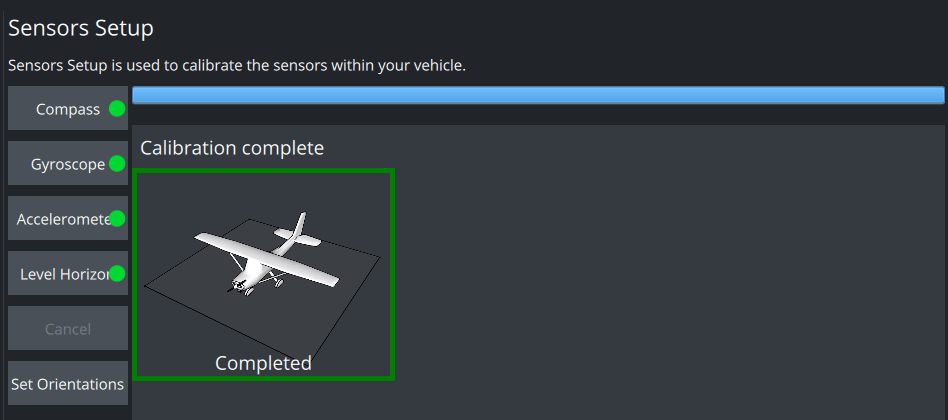 Sensors Setup
Sensors Setup is used to calibrate the sensors within your vehicle.
Compass
Calibration complete
Gyroscope
Acceleromete
Level Horizon
Cancel
Completed
Set Orientations